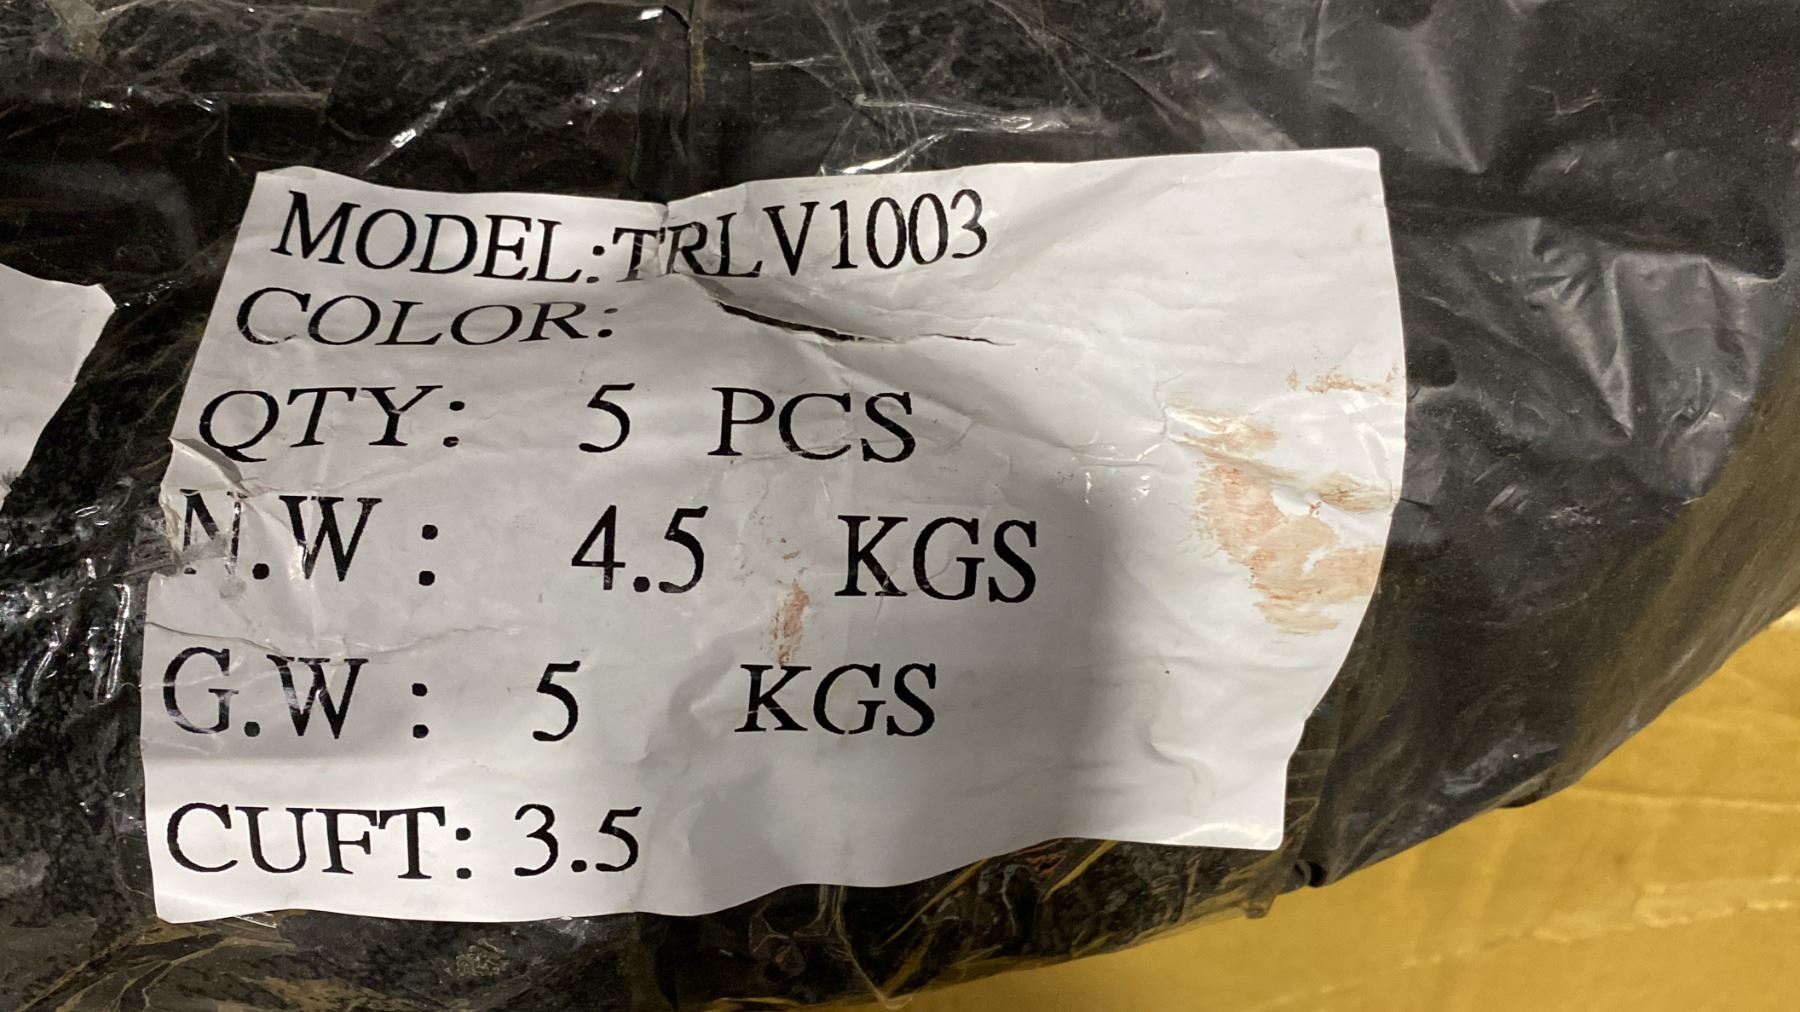 MODEL:TRLV1003
COLOR:
QTY: 5 PCS
N.W : 4.5 KGS
G.W : 5 KGS
CUFT: 3.5